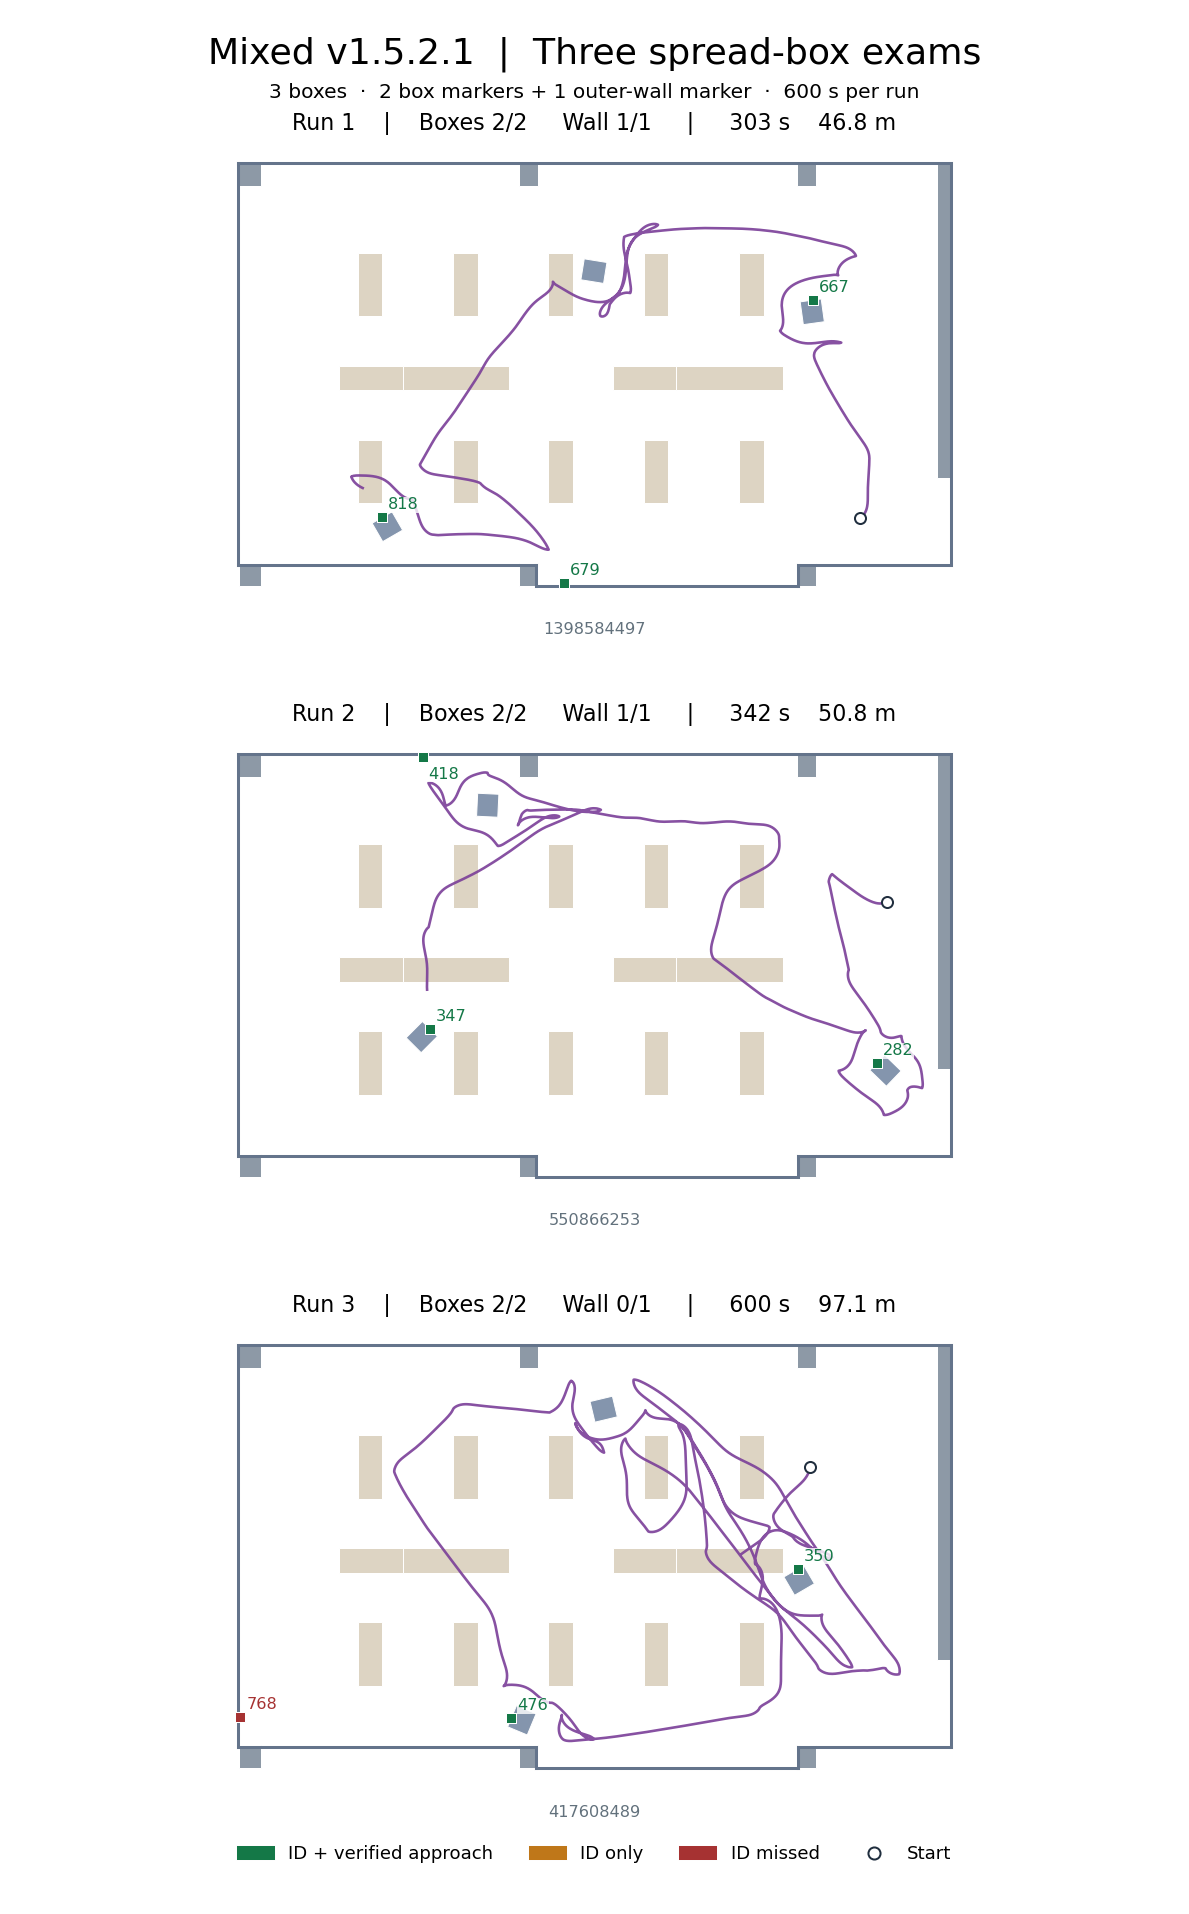 Mixed v1.5.2.1 | Three spread-box exams
3 boxes · 2 box markers + 1 outer-wall marker · 600 s per run
Run 1 | Boxes 2/2 Wall 1/1 | 303 s 46.8 m
667
818
679
1398584497
Run 2 | Boxes 2/2 Wall 1/1 | 342 s 50.8 m
418
347
282
550866253
Run 3 | Boxes 2/2 Wall 0/1 | 600 s 97.1 m
350
768
476
417608489
ID + verified approach ID only ID missed Start